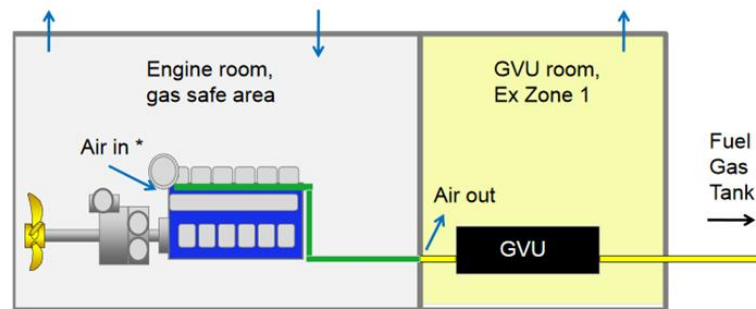 Engine room,
gas safe area
GVU room,
Ex Zone 1
Air in *
Air out
GVU
Fuel
Gas
Tank